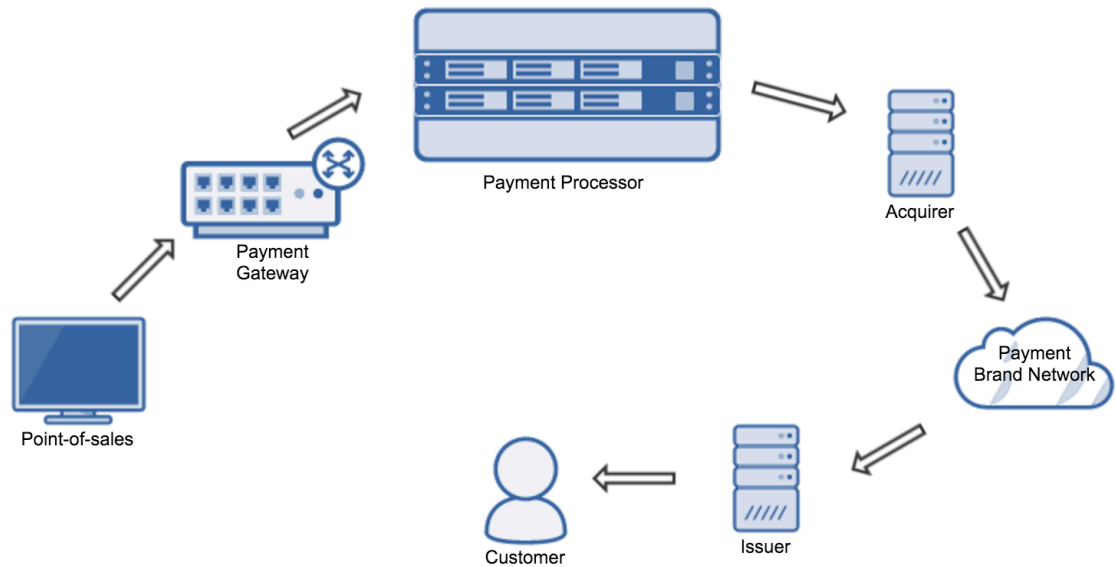 Payment Processor
Acquirer
Payment
Gateway
Payment
Brand Network
Point-of-sales
Issuer
Customer